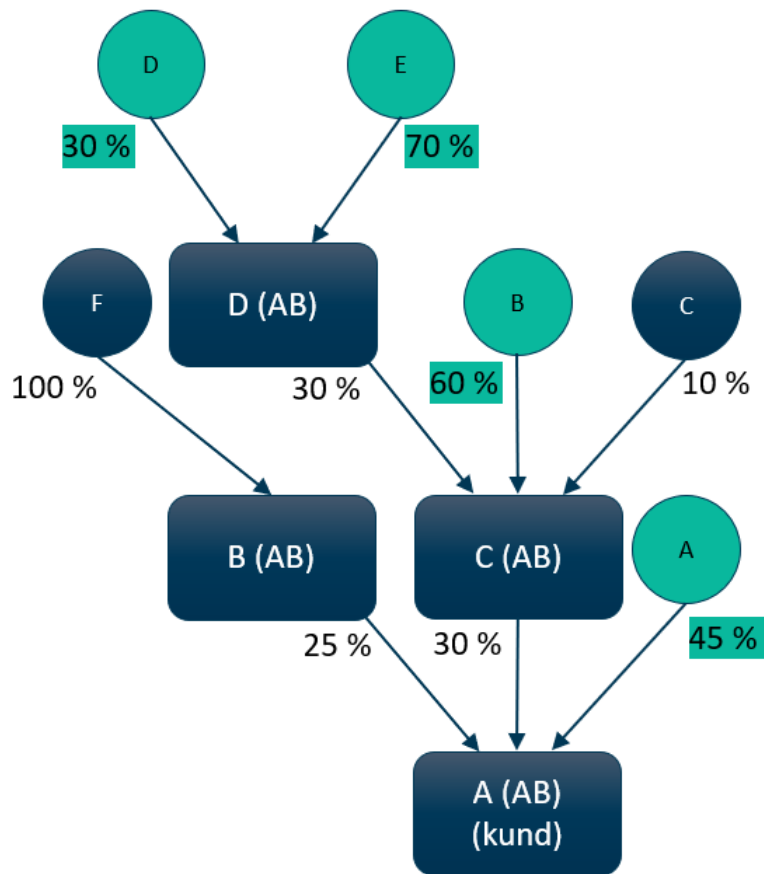 D
E
30 %
70 %
F
D (AB)
B
C
100 %
30 %
60 %
10 %
B (AB)
C (AB)
A
25 %
30 %
45 %
A (AB)
(kund)